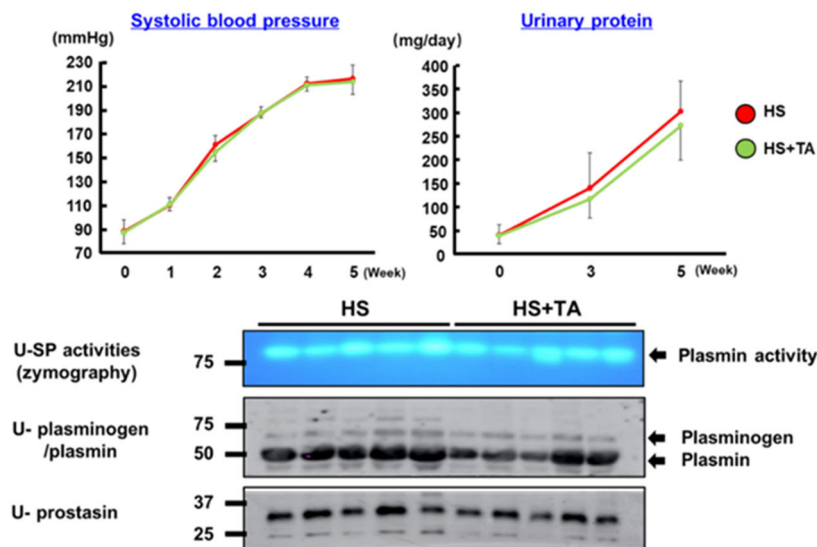 Systolic blood pressure
(mmHg)
230
210
190
170
150
130
110
90
70
0 1 2 3 4 5 (Week)
Urinary protein
(mg/day)
400
350
300
250
200
150
100
50
0
0 3 5 (Week)
HS
HS+TA
HS HS+TA
U-SP activities
(zymography)
75
Plasmin activity
U- plasminogen
/plasmin
75
50
Plasminogen
Plasmin
U- prostasin
37
25